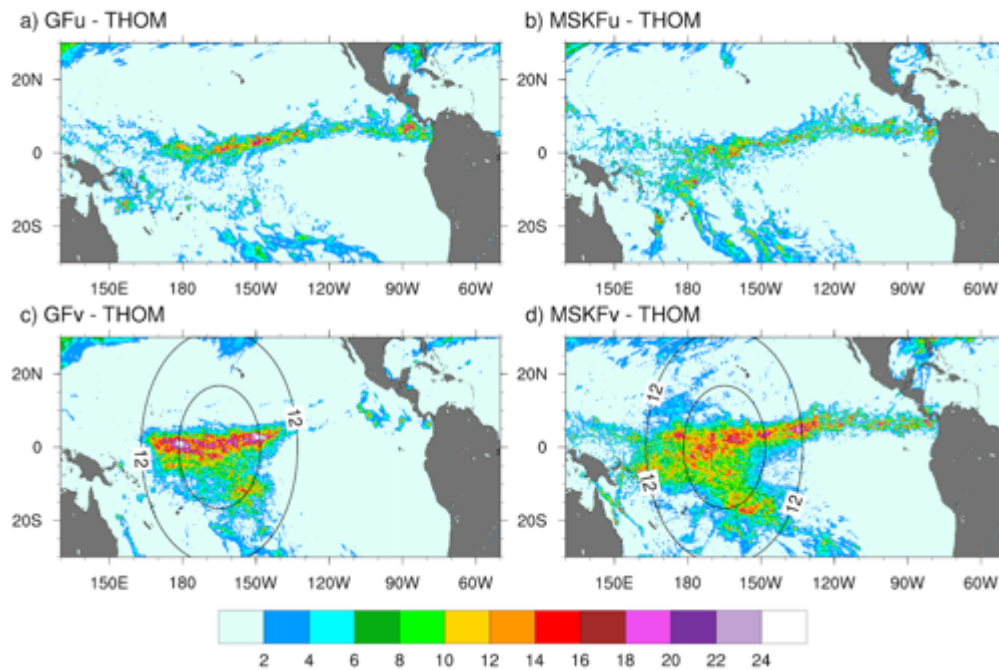 a) GFu - THOM
b) MSKFu - THOM
20N
0
20S
150E 180 150W 120W 90W 60W
20N
0
20S
150E 180 150W 120W 90W 60W
c) GFv - THOM
d) MSKFv - THOM
20N
0
20S
12
12
150E 180 150W 120W 90W 60W
20N
0
20S
12
12
12
150E 180 150W 120W 90W 60W
2 4 6 8 10 12 14 16 18 20 22 24